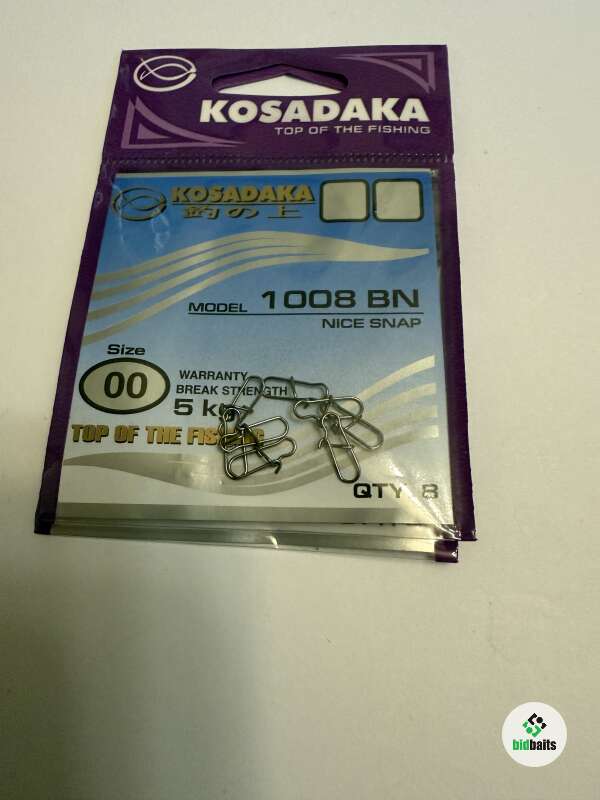 KOSADAKA
TOP OF THE FISHING
KOSADAKA
釣の上
MODEL 1008 BN
NICE SNAP
Size
00
WARRANTY
BREAK STRENGTH
5 kg
TOP OF THE FISHING
QTY 8
bidbaits